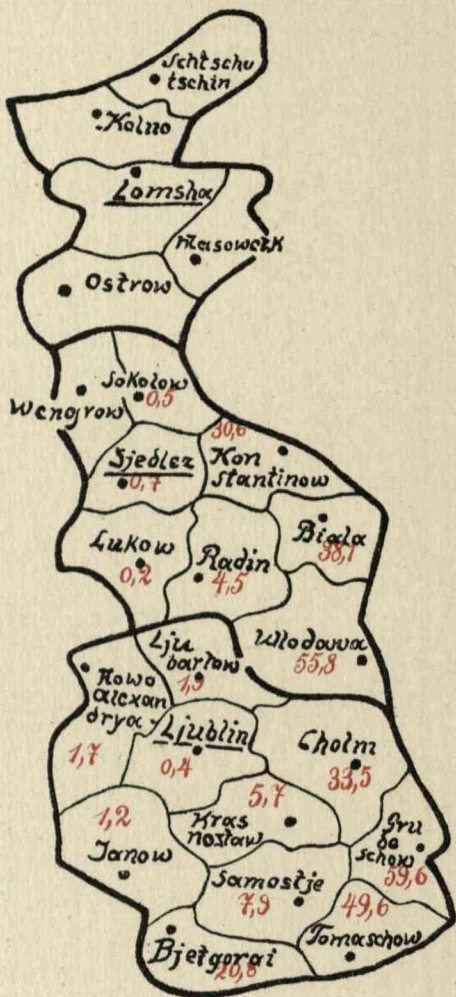 Schtschu
tschin
Kolno
Lomsha
Masowezk
Ostrow
Sokolow
0,5
Wengrow
30,6
Sjedlez
0,7
Kon
stantinow
Lukow
0,2
Radin
4,5
Biala
38,1
Wlodawa
55,8
Lju
bartow
1,9
Nowo
alexan
drya
1,7
Ljublin
0,4
Cholm
33,5
1,2
Janow
5,7
Kras
nostaw
Gru
be
schow
59,6
Samostje
7,9
49,6
Tomaschow
Bjelgorai
20,8